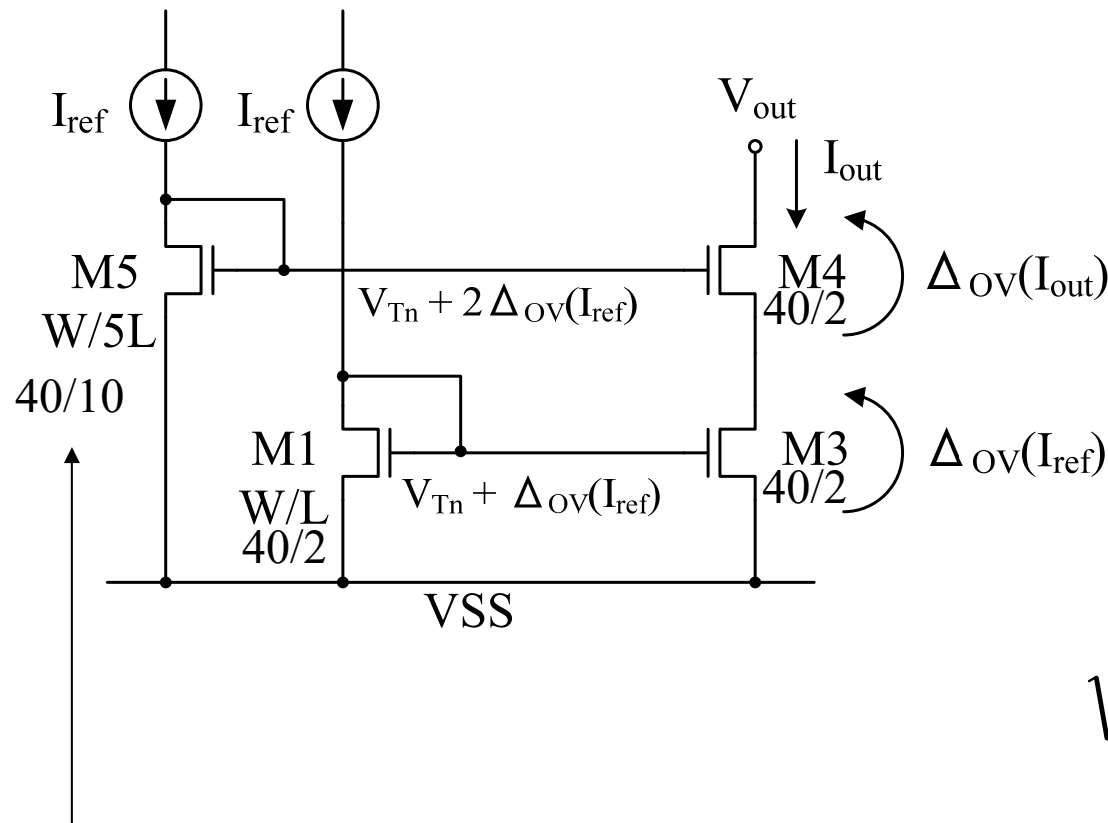 I_ref
I_ref
V_out
I_out
M5
W/5L
40/10
V_Tn + 2 Δ_OV(I_ref)
M4
40/2
Δ_OV(I_out)
M1
W/L
40/2
V_Tn + Δ_OV(I_ref)
M3
40/2
Δ_OV(I_ref)
VSS